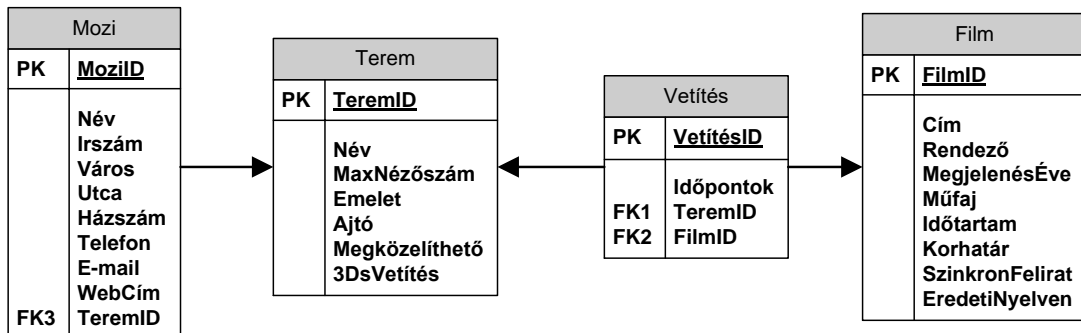 Mozi
PK MoziID
Név
Irszám
Város
Utca
Házszám
Telefon
E-mail
WebCím
FK3 TeremID
Terem
PK TeremID
Név
MaxNézőszám
Emelet
Ajtó
Megközelíthető
3DsVetítés
Vetítés
PK VetítésID
Időpontok
FK1 TeremID
FK2 FilmID
Film
PK FilmID
Cím
Rendező
MegjelenésÉve
Műfaj
Időtartam
Korhatár
SzinkronFelirat
EredetiNyelven